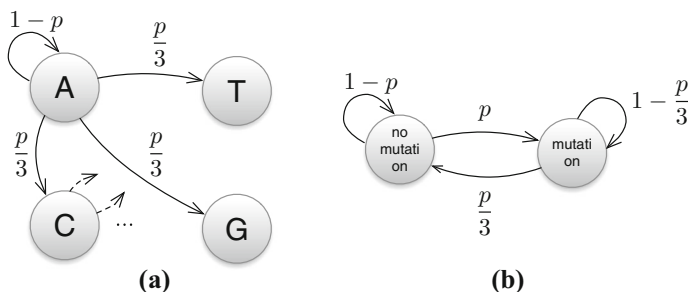 1 − p
p/3
A
T
p/3
p/3
C
...
G
(a)
1 − p
p
1 − p/3
no
mutati
on
mutati
on
p/3
(b)